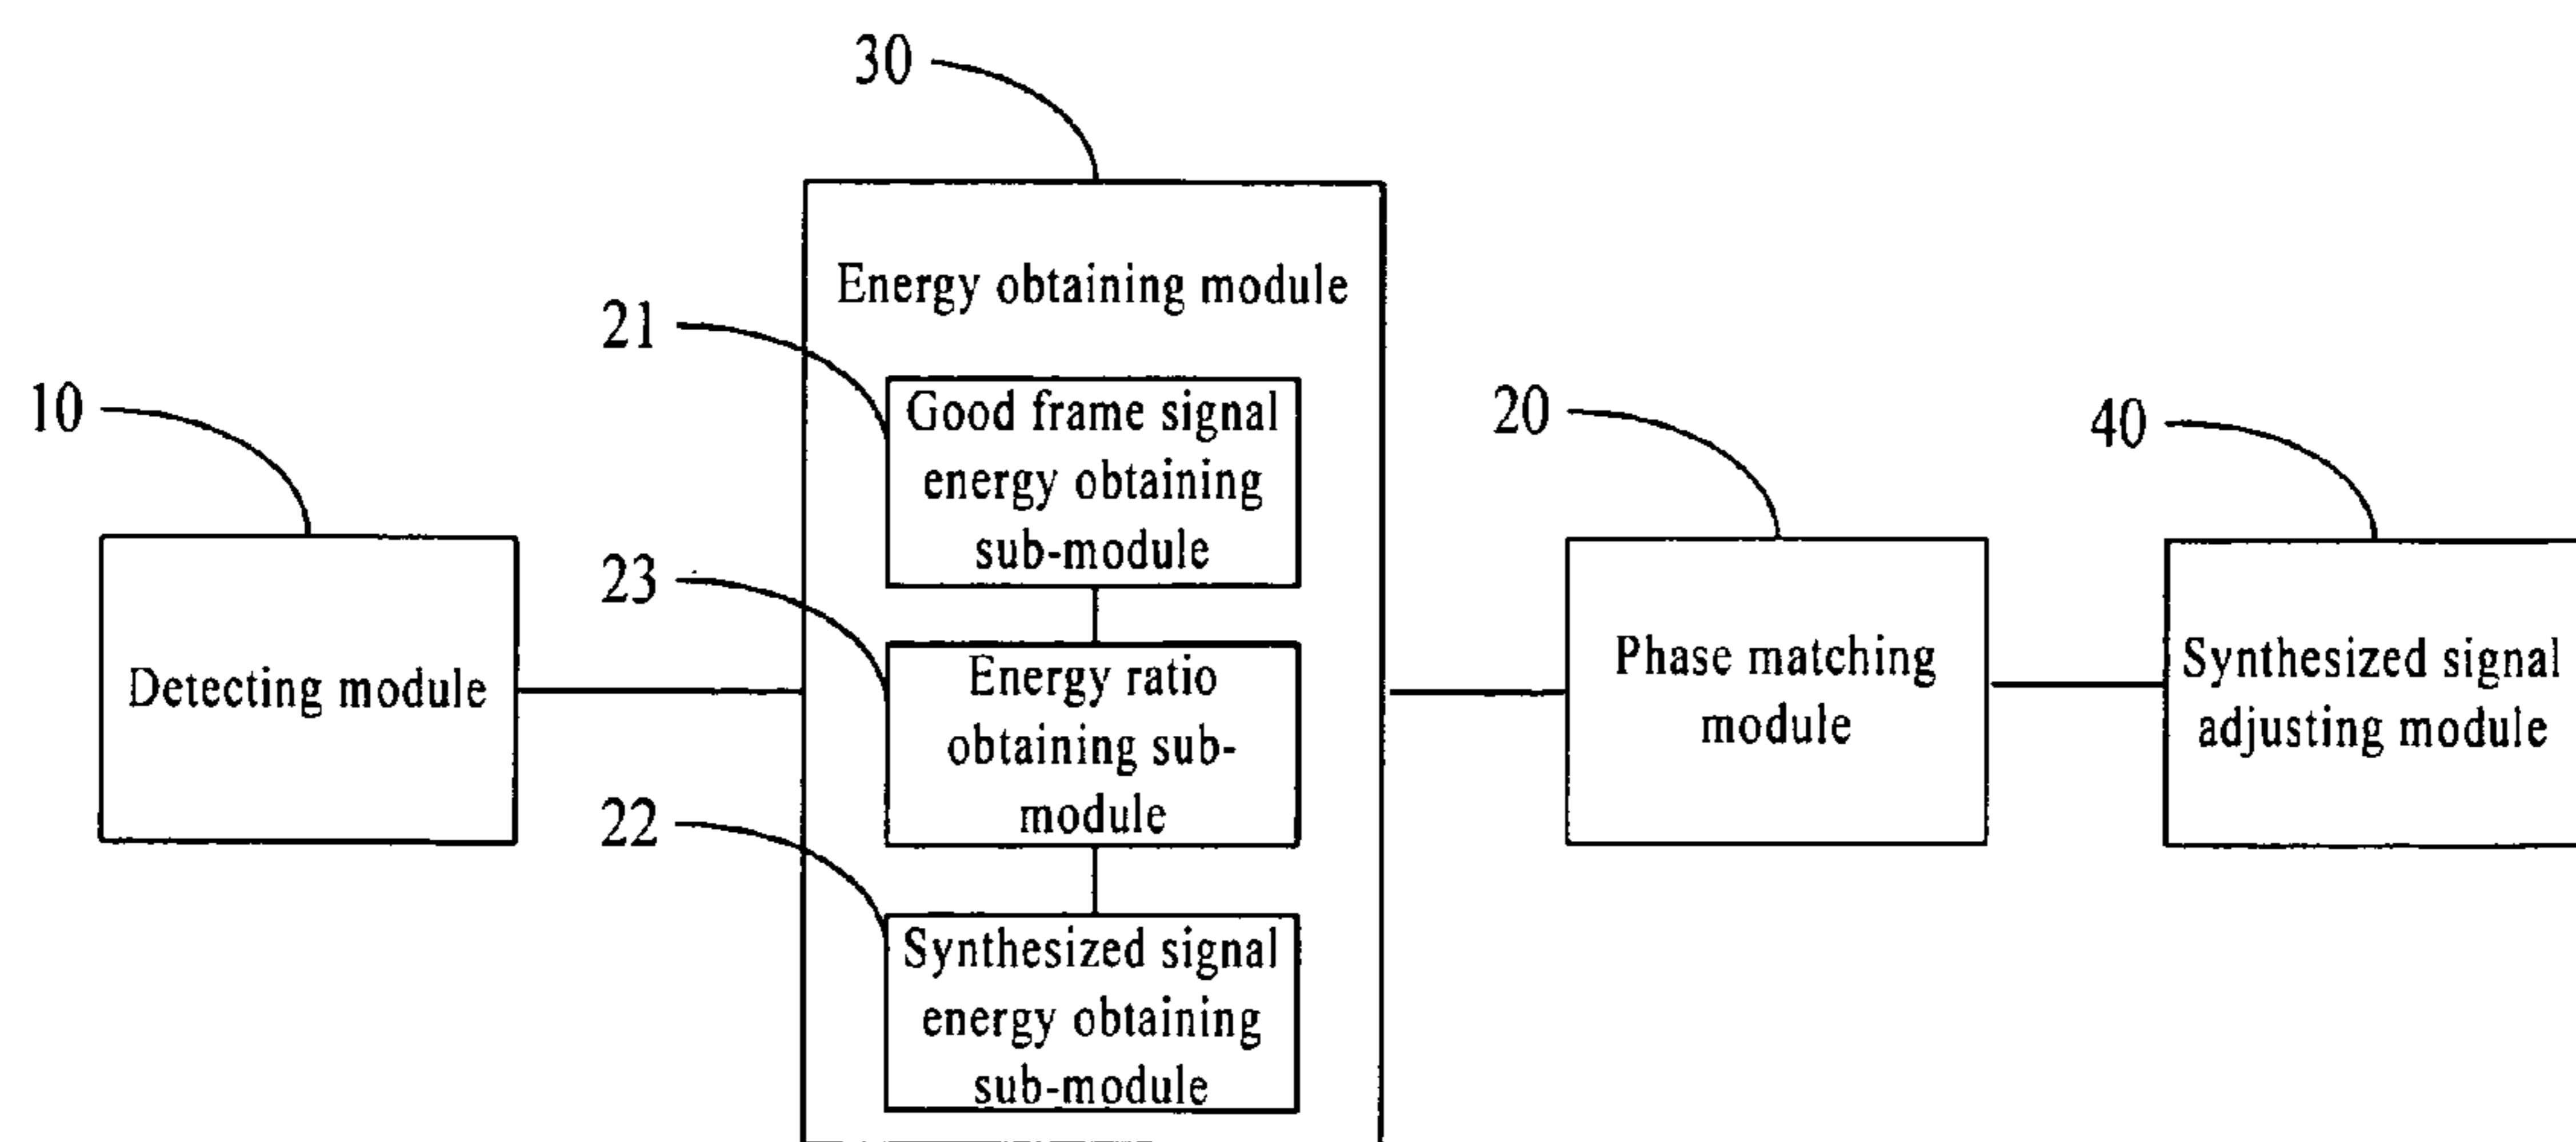 30
Energy obtaining module
21
Good frame signal
energy obtaining
sub-module
10
20
40
23
Detecting module
Energy ratio
obtaining sub-
module
Phase matching
module
Synthesized signal
adjusting module
22
Synthesized signal
energy obtaining
sub-module